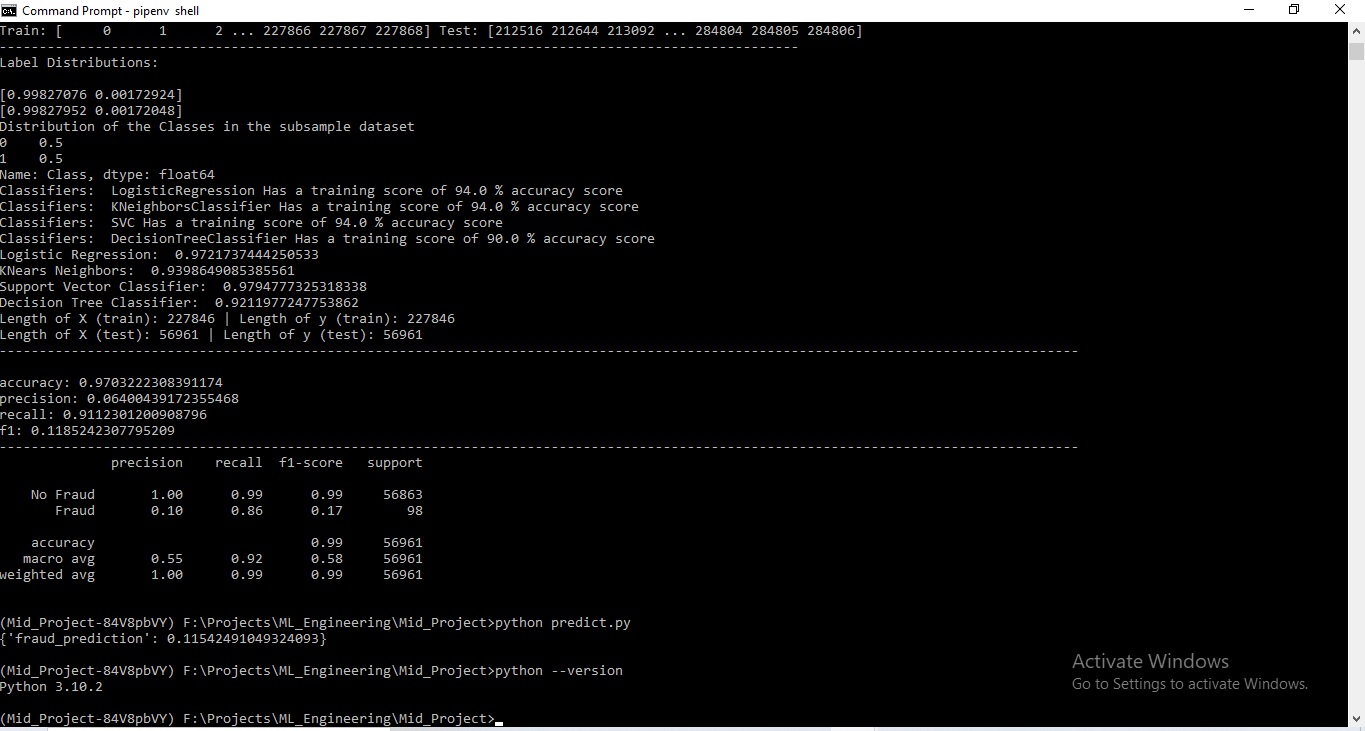 Command Prompt - pipenv shell
Train: [     0      1      2 ... 227866 227867 227868] Test: [212516 212644 213092 ... 284804 284805 284806]
----------------------------------------------------------------------------------------------------
Label Distributions:

[0.99827076 0.00172924]
[0.99827952 0.00172048]
Distribution of the Classes in the subsample dataset
0    0.5
1    0.5
Name: Class, dtype: float64
Classifiers:  LogisticRegression Has a training score of 94.0 % accuracy score
Classifiers:  KNeighborsClassifier Has a training score of 94.0 % accuracy score
Classifiers:  SVC Has a training score of 94.0 % accuracy score
Classifiers:  DecisionTreeClassifier Has a training score of 90.0 % accuracy score
Logistic Regression:  0.9721737444250533
KNears Neighbors:  0.9398649085385561
Support Vector Classifier:  0.9794777325318338
Decision Tree Classifier:  0.9211977247753862
Length of X (train): 227846 | Length of y (train): 227846
Length of X (test): 56961 | Length of y (test): 56961
---------------------------------------------------------------------------------------------------------------------------------------

accuracy: 0.9703222308391174
precision: 0.06400439172355468
recall: 0.9112301200908796
f1: 0.1185242307795209
---------------------------------------------------------------------------------------------------------------------------------------
              precision    recall  f1-score   support

    No Fraud       1.00      0.99      0.99     56863
       Fraud       0.10      0.86      0.17        98

    accuracy                           0.99     56961
   macro avg       0.55      0.92      0.58     56961
weighted avg       1.00      0.99      0.99     56961

(Mid_Project-84V8pbVY) F:\Projects\ML_Engineering\Mid_Project>python predict.py
{'fraud_prediction': 0.11542491049324093}

(Mid_Project-84V8pbVY) F:\Projects\ML_Engineering\Mid_Project>python --version
Python 3.10.2

(Mid_Project-84V8pbVY) F:\Projects\ML_Engineering\Mid_Project>
Activate Windows
Go to Settings to activate Windows.